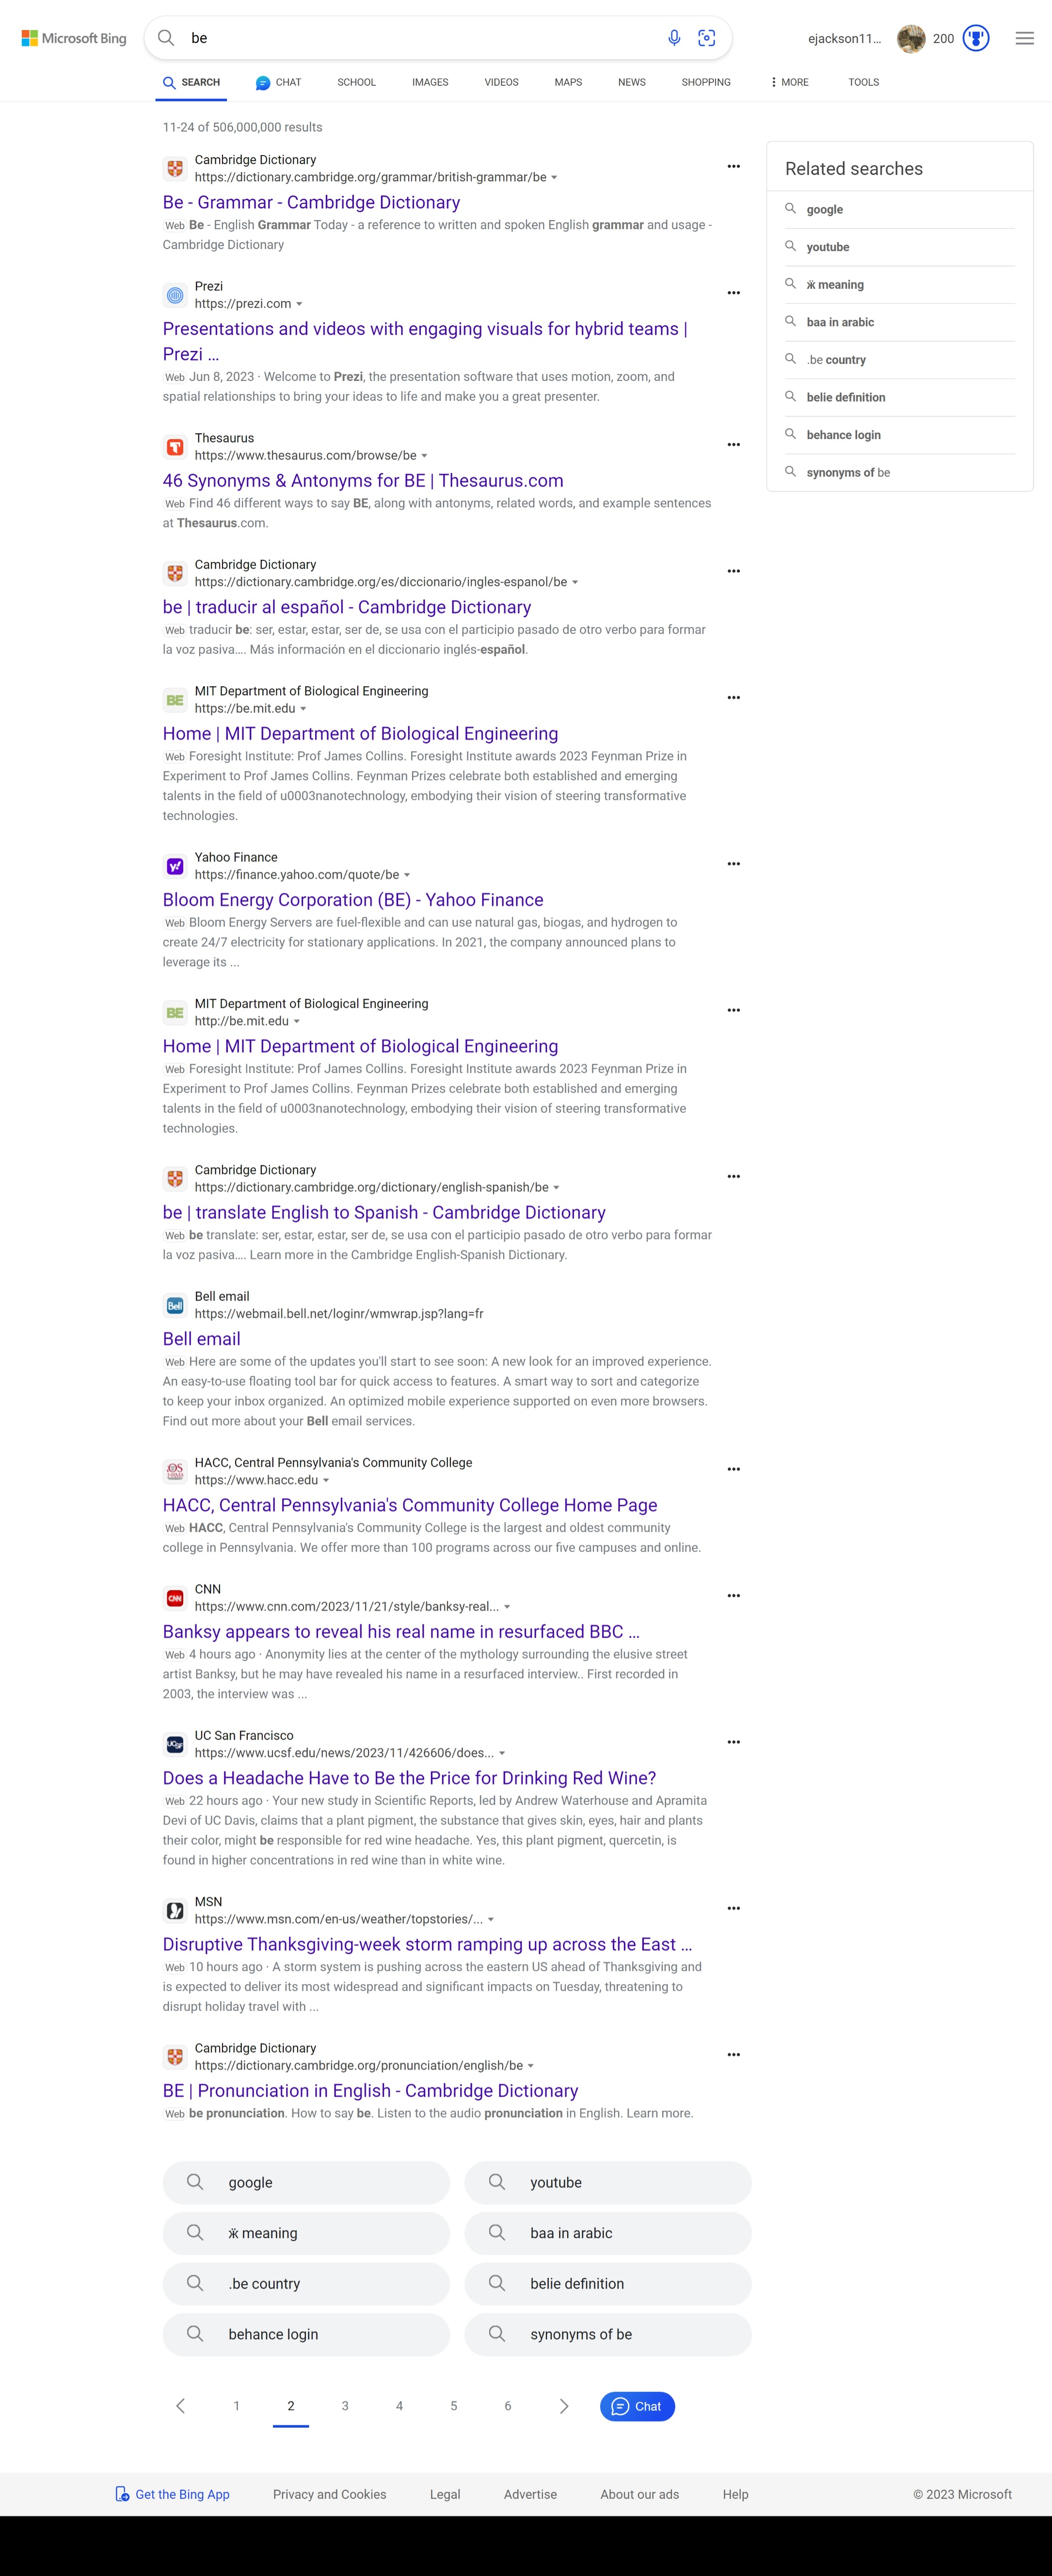 Microsoft Bing
be
ejackson11...
200
SEARCH
CHAT
SCHOOL
IMAGES
VIDEOS
MAPS
NEWS
SHOPPING
MORE
TOOLS
11-24 of 506,000,000 results
Cambridge Dictionary
https://dictionary.cambridge.org/grammar/british-grammar/be
Be - Grammar - Cambridge Dictionary
Web Be - English Grammar Today - a reference to written and spoken English grammar and usage -
Cambridge Dictionary
Prezi
https://prezi.com
Presentations and videos with engaging visuals for hybrid teams |
Prezi ...
Web Jun 8, 2023 · Welcome to Prezi, the presentation software that uses motion, zoom, and
spatial relationships to bring your ideas to life and make you a great presenter.
Thesaurus
https://www.thesaurus.com/browse/be
46 Synonyms & Antonyms for BE | Thesaurus.com
Web Find 46 different ways to say BE, along with antonyms, related words, and example sentences
at Thesaurus.com.
Cambridge Dictionary
https://dictionary.cambridge.org/es/diccionario/ingles-espanol/be
be | traducir al español - Cambridge Dictionary
Web traducir be: ser, estar, estar, ser de, se usa con el participio pasado de otro verbo para formar
la voz pasiva.... Más información en el diccionario inglés-español.
BE
MIT Department of Biological Engineering
https://be.mit.edu
Home | MIT Department of Biological Engineering
Web Foresight Institute: Prof James Collins. Foresight Institute awards 2023 Feynman Prize in
Experiment to Prof James Collins. Feynman Prizes celebrate both established and emerging
talents in the field of u0003nanotechnology, embodying their vision of steering transformative
technologies.
y!
Yahoo Finance
https://finance.yahoo.com/quote/be
Bloom Energy Corporation (BE) - Yahoo Finance
Web Bloom Energy Servers are fuel-flexible and can use natural gas, biogas, and hydrogen to
create 24/7 electricity for stationary applications. In 2021, the company announced plans to
leverage its ...
BE
MIT Department of Biological Engineering
http://be.mit.edu
Home | MIT Department of Biological Engineering
Web Foresight Institute: Prof James Collins. Foresight Institute awards 2023 Feynman Prize in
Experiment to Prof James Collins. Feynman Prizes celebrate both established and emerging
talents in the field of u0003nanotechnology, embodying their vision of steering transformative
technologies.
Cambridge Dictionary
https://dictionary.cambridge.org/dictionary/english-spanish/be
be | translate English to Spanish - Cambridge Dictionary
Web be translate: ser, estar, estar, ser de, se usa con el participio pasado de otro verbo para formar
la voz pasiva.... Learn more in the Cambridge English-Spanish Dictionary.
Bell
Bell email
https://webmail.bell.net/loginr/wmwrap.jsp?lang=fr
Bell email
Web Here are some of the updates you'll start to see soon: A new look for an improved experience.
An easy-to-use floating tool bar for quick access to features. A smart way to sort and categorize
to keep your inbox organized. An optimized mobile experience supported on even more browsers.
Find out more about your Bell email services.
HACC, Central Pennsylvania's Community College
https://www.hacc.edu
HACC, Central Pennsylvania's Community College Home Page
Web HACC, Central Pennsylvania's Community College is the largest and oldest community
college in Pennsylvania. We offer more than 100 programs across our five campuses and online.
CNN
CNN
https://www.cnn.com/2023/11/21/style/banksy-real...
Banksy appears to reveal his real name in resurfaced BBC ...
Web 4 hours ago · Anonymity lies at the center of the mythology surrounding the elusive street
artist Banksy, but he may have revealed his name in a resurfaced interview.. First recorded in
2003, the interview was ...
UCSF
UC San Francisco
https://www.ucsf.edu/news/2023/11/426606/does...
Does a Headache Have to Be the Price for Drinking Red Wine?
Web 22 hours ago · Your new study in Scientific Reports, led by Andrew Waterhouse and Apramita
Devi of UC Davis, claims that a plant pigment, the substance that gives skin, eyes, hair and plants
their color, might be responsible for red wine headache. Yes, this plant pigment, quercetin, is
found in higher concentrations in red wine than in white wine.
MSN
https://www.msn.com/en-us/weather/topstories/...
Disruptive Thanksgiving-week storm ramping up across the East ...
Web 10 hours ago · A storm system is pushing across the eastern US ahead of Thanksgiving and
is expected to deliver its most widespread and significant impacts on Tuesday, threatening to
disrupt holiday travel with ...
Cambridge Dictionary
https://dictionary.cambridge.org/pronunciation/english/be
BE | Pronunciation in English - Cambridge Dictionary
Web be pronunciation. How to say be. Listen to the audio pronunciation in English. Learn more.
Related searches
google
youtube
ӝ meaning
baa in arabic
.be country
belie definition
behance login
synonyms of be
google
youtube
ӝ meaning
baa in arabic
.be country
belie definition
behance login
synonyms of be
1
2
3
4
5
6
Chat
Get the Bing App
Privacy and Cookies
Legal
Advertise
About our ads
Help
© 2023 Microsoft